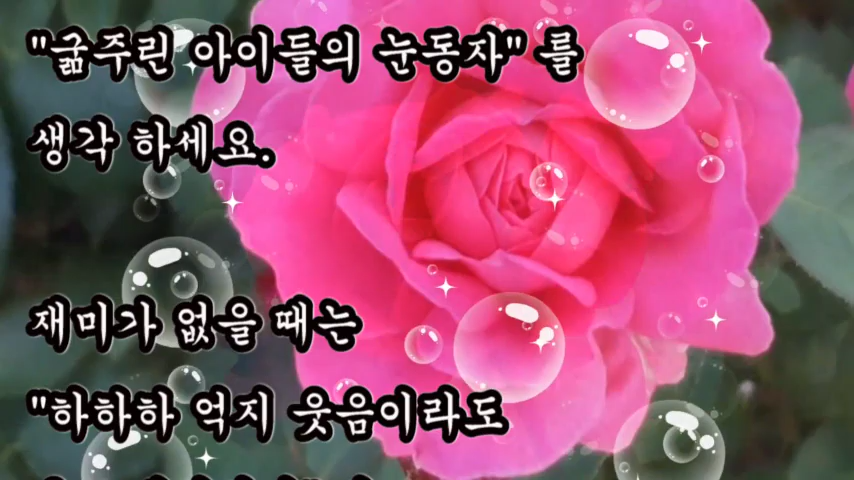 "굶주린 아이들의 눈동자" 를
생각 하세요.
재미가 없을 때는
"하하하 억지 웃음이라도